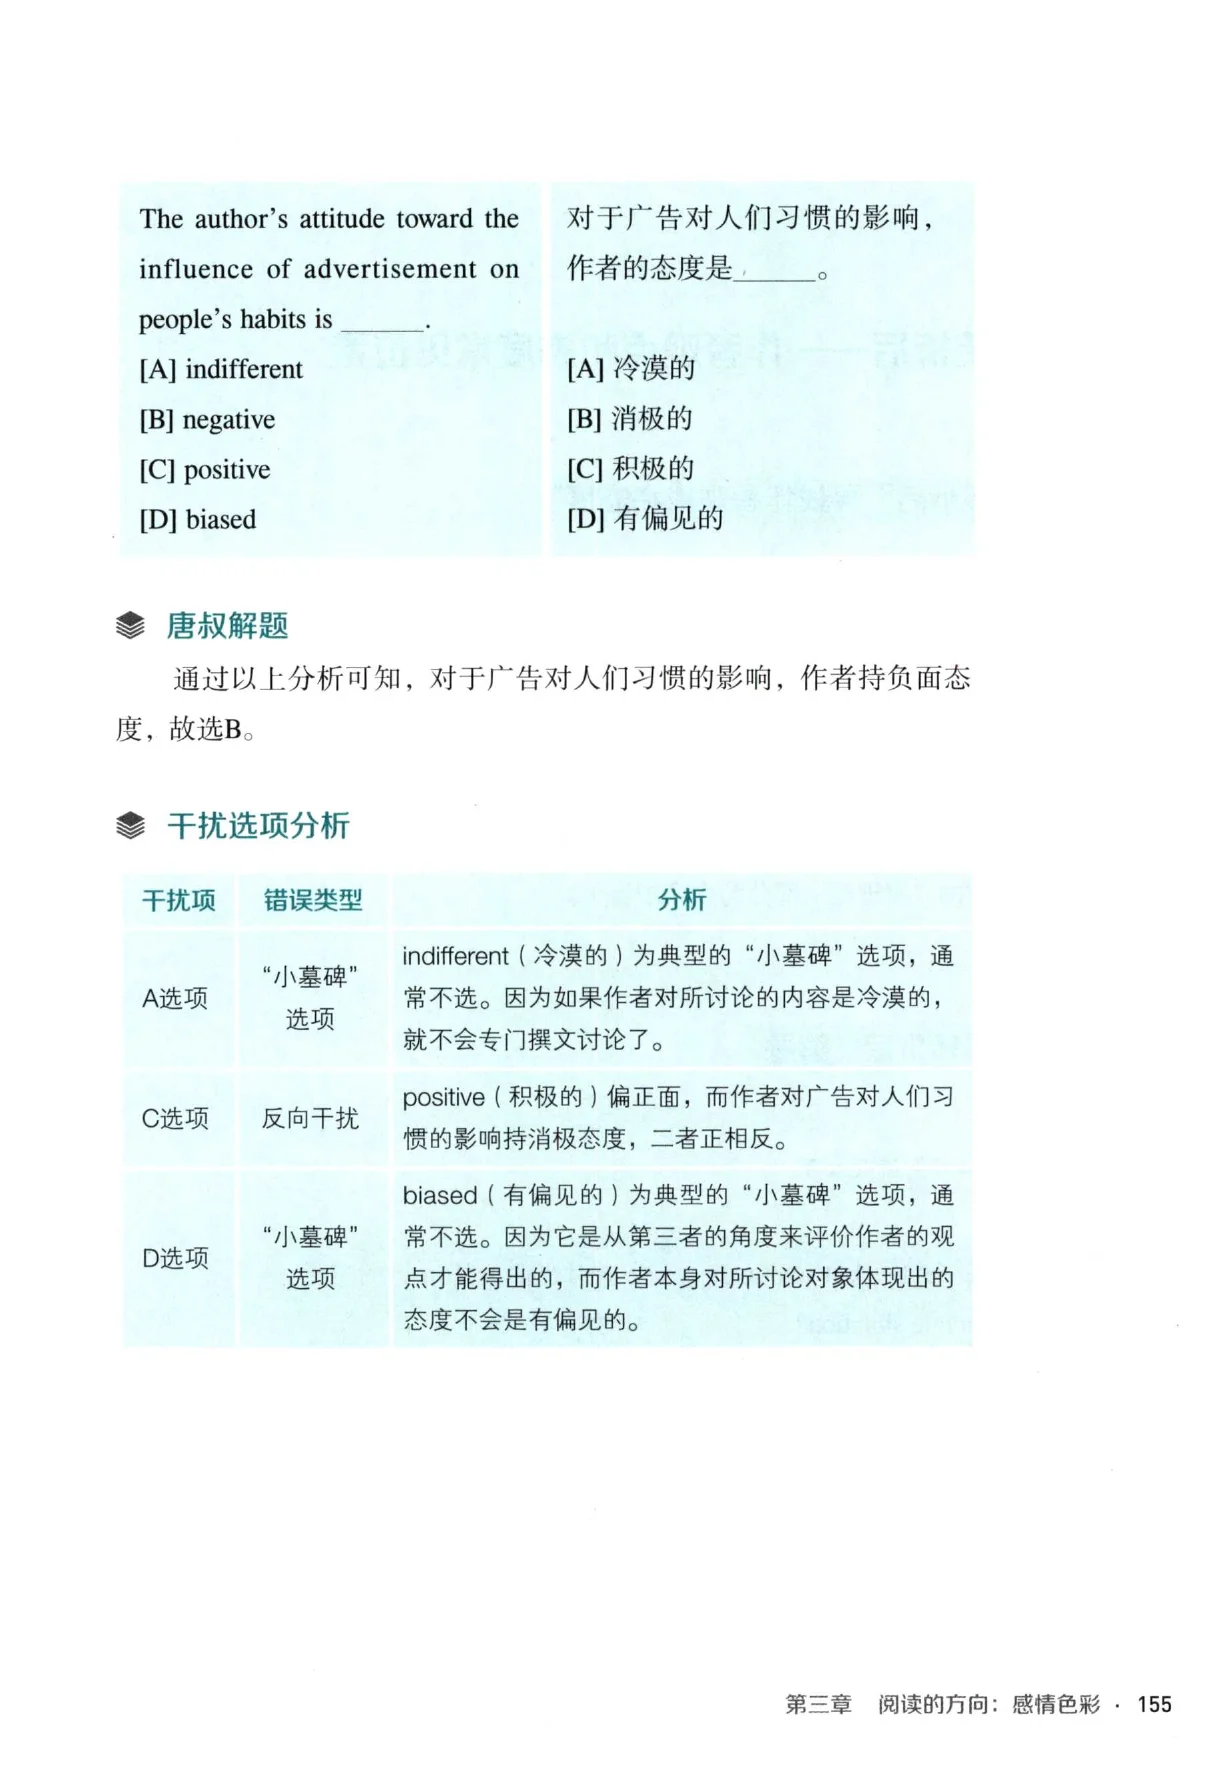 The author's attitude toward the
influence of advertisement on
people's habits is ______.
[A] indifferent
[B] negative
[C] positive
[D] biased
对于广告对人们习惯的影响，
作者的态度是______。
[A] 冷漠的
[B] 消极的
[C] 积极的
[D] 有偏见的
唐叔解题
通过以上分析可知，对于广告对人们习惯的影响，作者持负面态
度，故选B。
干扰选项分析
干扰项 错误类型 分析
A选项
“小墓碑”
选项
indifferent（冷漠的）为典型的“小墓碑”选项，通
常不选。因为如果作者对所讨论的内容是冷漠的，
就不会专门撰文讨论了。
C选项
反向干扰
positive（积极的）偏正面，而作者对广告对人们习
惯的影响持消极态度，二者正相反。
D选项
“小墓碑”
选项
biased（有偏见的）为典型的“小墓碑”选项，通
常不选。因为它是从第三者的角度来评价作者的观
点才能得出的，而作者本身对所讨论对象体现出的
态度不会是有偏见的。
第三章 阅读的方向：感情色彩 · 155